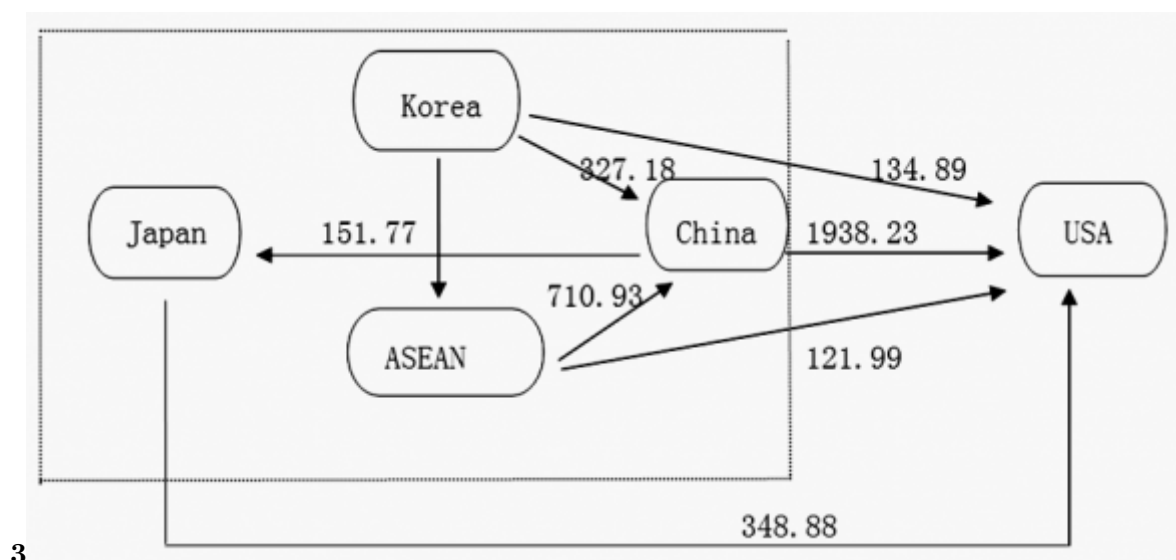 Korea
327.18
134.89
Japan
151.77
China
1938.23
USA
710.93
ASEAN
121.99
348.88
3